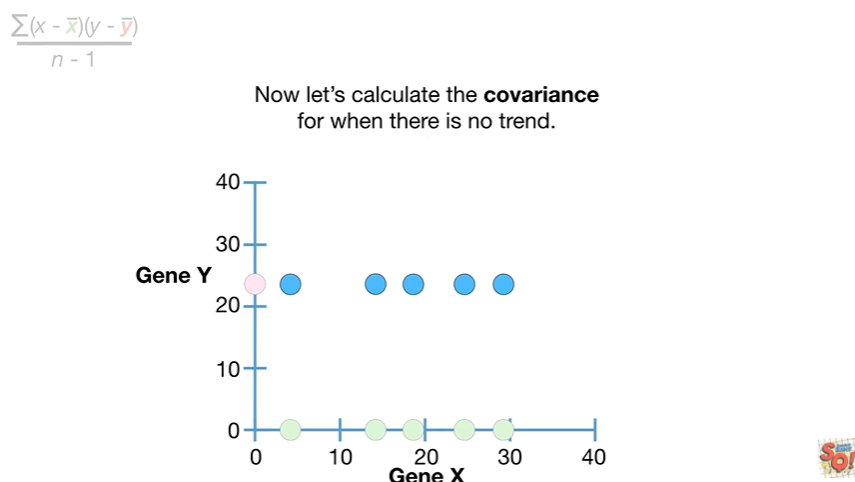 ∑(x - x̄)(y - ȳ)
n - 1
Now let's calculate the covariance
for when there is no trend.
40
30
Gene Y
20
10
0
0 10 20 30 40
Gene X
SQ!